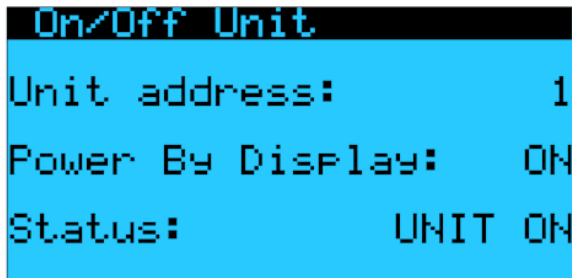 On/Off Unit
Unit address: 1
Power By Display: ON
Status: UNIT ON